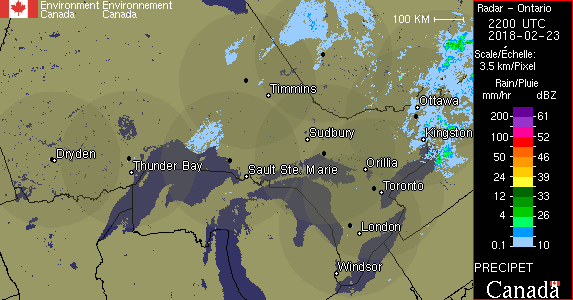 Environment Environnement
Canada Canada
100 KM
Timmins
Ottawa
Sudbury
Kingston
Dryden
Thunder Bay
Sault Ste. Marie
Orillia
Toronto
London
Windsor
Radar - Ontario
2200 UTC
2018-02-23
Scale/Échelle:
3.5 km/Pixel
Rain/Pluie
mm/hr dBZ
200 61
100 52
50 46
24 39
12 33
4 26
0.1 10
PRECIPET
Canada